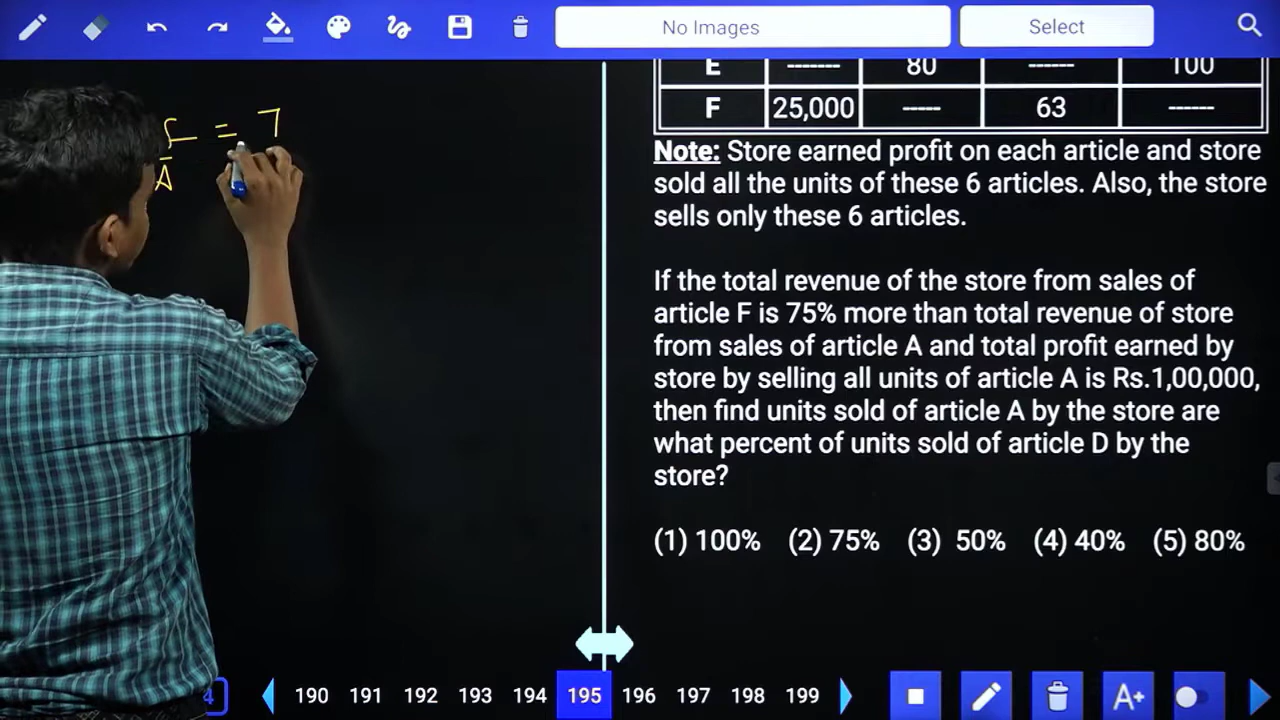 No Images
Select
E ------- 80 ------ 100
F 25,000 ----- 63 ------
Note: Store earned profit on each article and store
sold all the units of these 6 articles. Also, the store
sells only these 6 articles.
If the total revenue of the store from sales of
article F is 75% more than total revenue of store
from sales of article A and total profit earned by
store by selling all units of article A is Rs.1,00,000,
then find units sold of article A by the store are
what percent of units sold of article D by the
store?
(1) 100% (2) 75% (3) 50% (4) 40% (5) 80%
= 7
A
4 190 191 192 193 194 195 196 197 198 199 A+